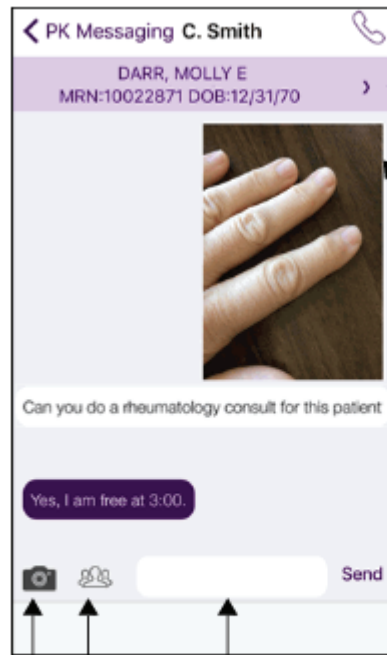 PK Messaging C. Smith
DARR, MOLLY E
MRN:10022871 DOB:12/31/70
Can you do a rheumatology consult for this patient
Yes, I am free at 3:00.
Send